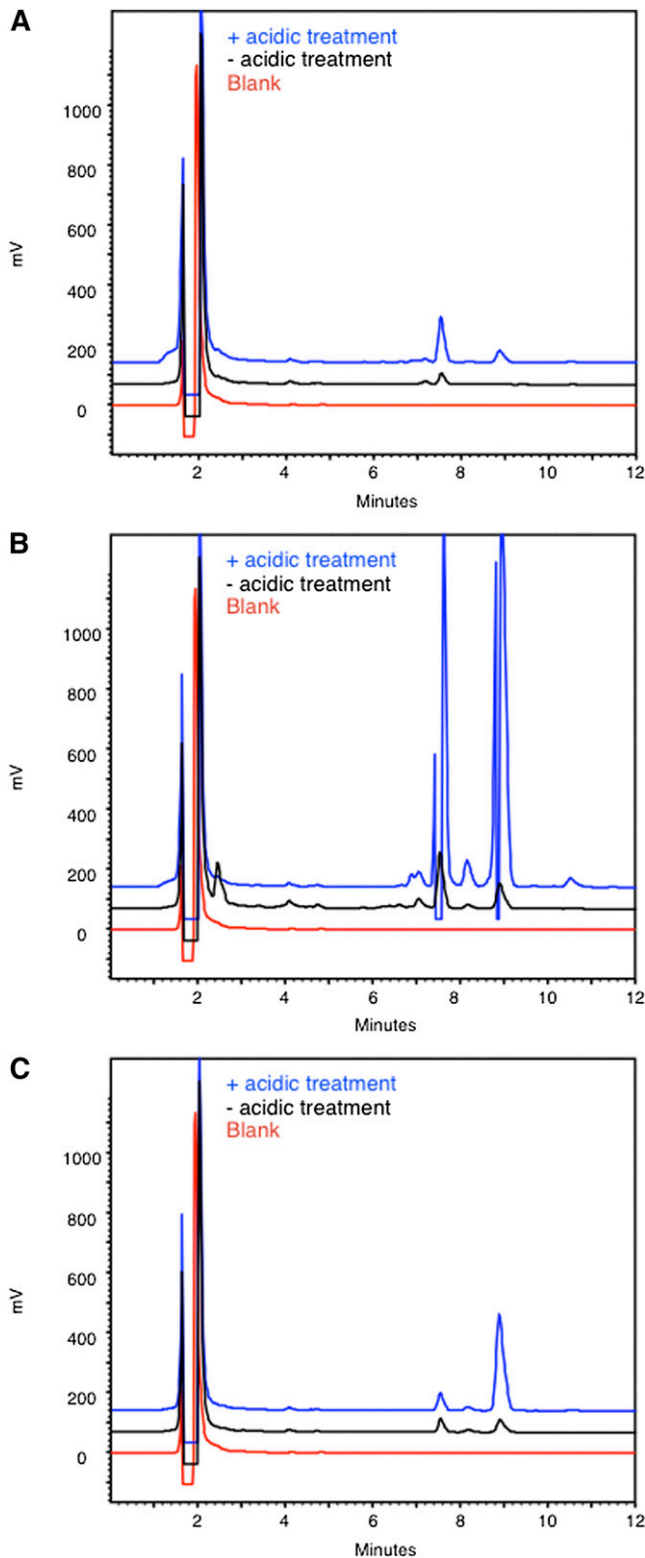 A
+ acidic treatment
- acidic treatment
Blank
1000
800
600
400
200
0
mV
2 4 6 8 10 12
Minutes
B
+ acidic treatment
- acidic treatment
Blank
1000
800
600
400
200
0
mV
2 4 6 8 10 12
Minutes
C
+ acidic treatment
- acidic treatment
Blank
1000
800
600
400
200
0
mV
2 4 6 8 10 12
Minutes